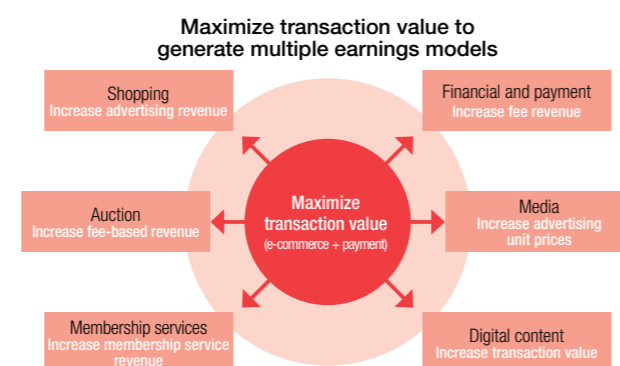 Maximize transaction value to
generate multiple earnings models
Shopping
Increase advertising revenue
Financial and payment
Increase fee revenue
Auction
Increase fee-based revenue
Maximize
transaction value
(e-commerce + payment)
Media
Increase advertising
unit prices
Membership services
Increase membership service
revenue
Digital content
Increase transaction value